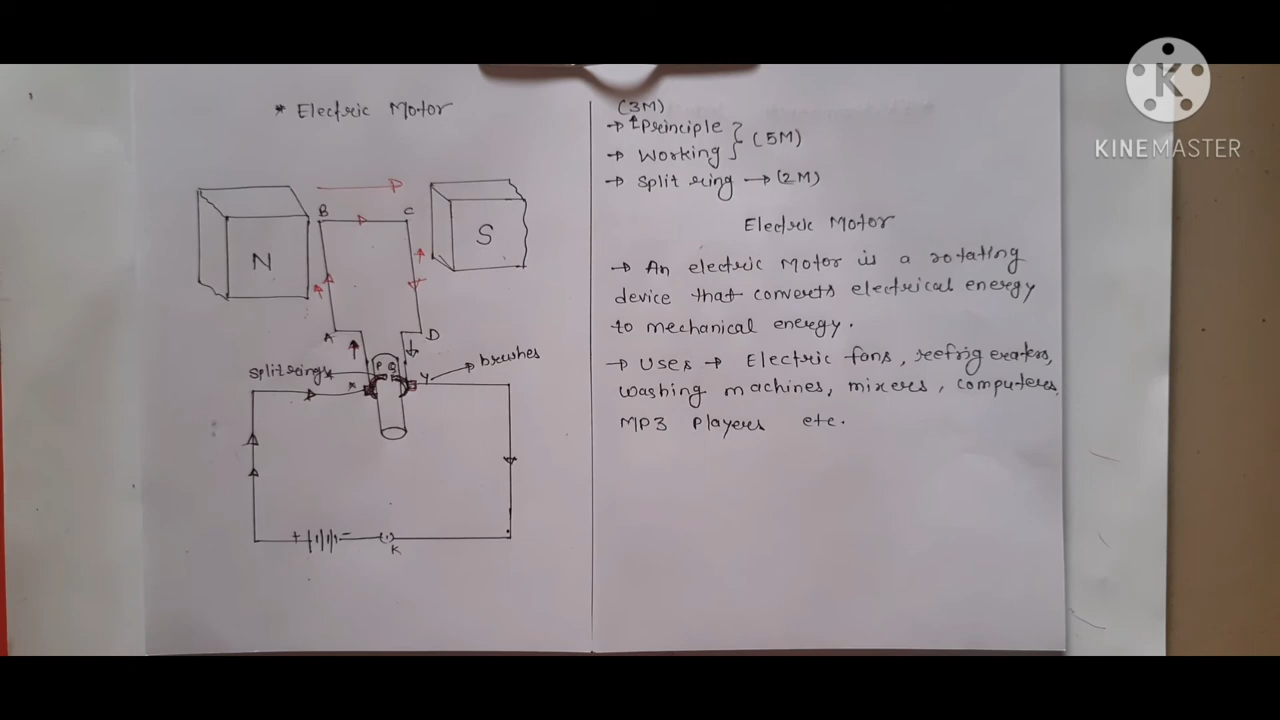 * Electric Motor
N
S
B
C
A
D
P Q
X
Y
split rings
brushes
+
-
K
(3M)
→ Principle
→ Working } (5M)
→ split ring → (2M)
Electric Motor
→ An electric Motor is a rotating
device that converts electrical energy
to mechanical energy.
→ Uses → Electric fans, reefrigeraters,
washing machines, mixers, computers,
MP3 Players etc.
K
KINEMASTER